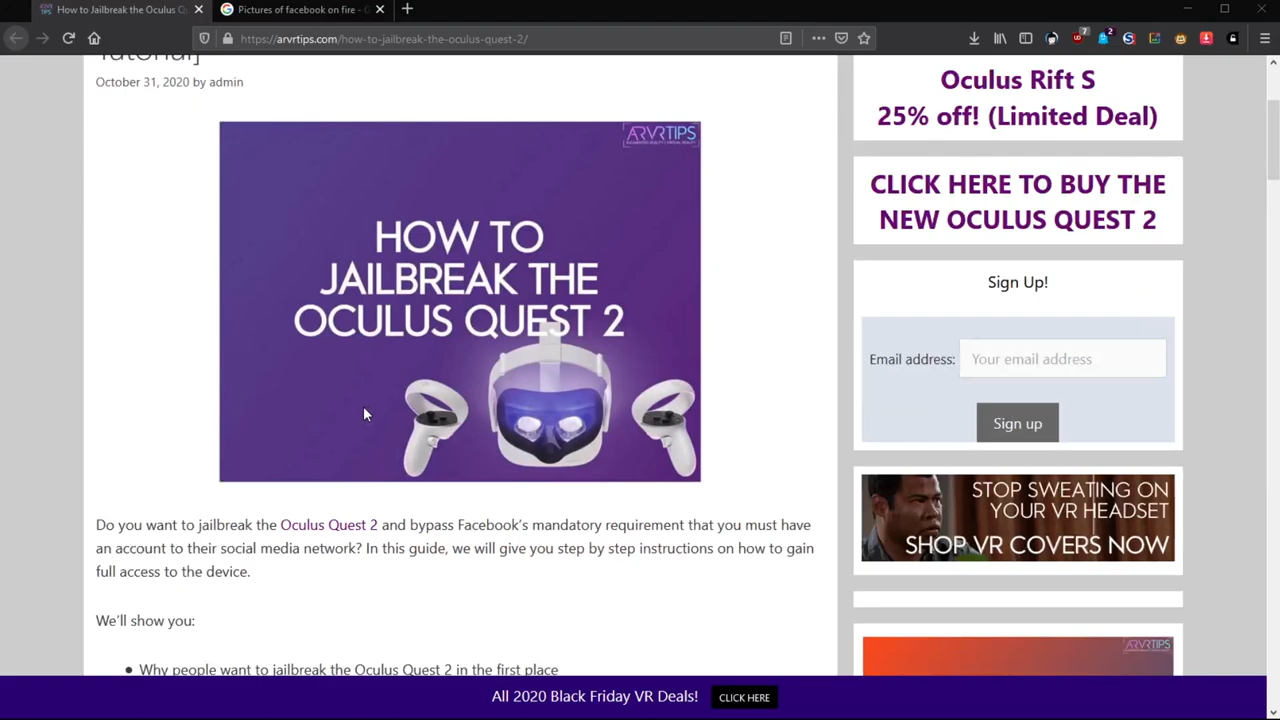 How to Jailbreak the Oculus Q
Pictures of facebook on fire -
https://arvrtips.com/how-to-jailbreak-the-oculus-quest-2/
7
2
Tutorial]
October 31, 2020 by admin
ARVRTIPS
AUGMENTED REALITY | VIRTUAL REALITY
HOW TO
JAILBREAK THE
OCULUS QUEST 2
Do you want to jailbreak the Oculus Quest 2 and bypass Facebook's mandatory requirement that you must have
an account to their social media network? In this guide, we will give you step by step instructions on how to gain
full access to the device.
We'll show you:
Why people want to jailbreak the Oculus Quest 2 in the first place
Oculus Rift S
25% off! (Limited Deal)
CLICK HERE TO BUY THE
NEW OCULUS QUEST 2
Sign Up!
Email address: Your email address
Sign up
STOP SWEATING ON
YOUR VR HEADSET
SHOP VR COVERS NOW
ARVRTIPS
All 2020 Black Friday VR Deals! CLICK HERE